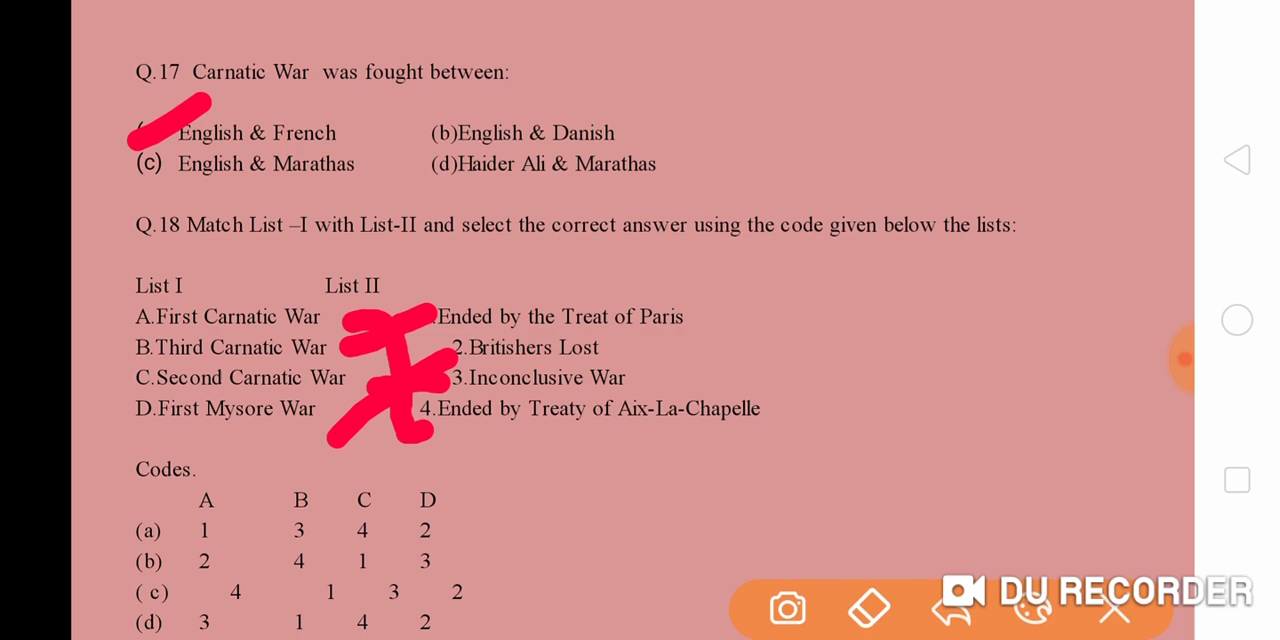 Q.17 Carnatic War was fought between:
English & French (b)English & Danish
(c) English & Marathas (d)Haider Ali & Marathas
Q.18 Match List –I with List-II and select the correct answer using the code given below the lists:
List I List II
A.First Carnatic War .Ended by the Treat of Paris
B.Third Carnatic War 2.Britishers Lost
C.Second Carnatic War 3.Inconclusive War
D.First Mysore War 4.Ended by Treaty of Aix-La-Chapelle
Codes.
A B C D
(a) 1 3 4 2
(b) 2 4 1 3
( c) 4 1 3 2
(d) 3 1 4 2
DU RECORDER